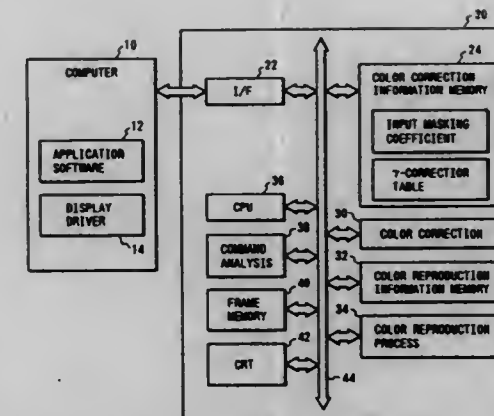 20
10
COMPUTER
12
APPLICATION
SOFTWARE
DISPLAY
DRIVER
14
22
I/F
24
COLOR CORRECTION
INFORMATION MEMORY
INPUT MASKING
COEFFICIENT
γ-CORRECTION
TABLE
36
CPU
38
COMMAND
ANALYSIS
40
FRAME
MEMORY
42
CRT
30
COLOR CORRECTION
32
COLOR REPRODUCTION
INFORMATION MEMORY
34
COLOR REPRODUCTION
PROCESS
44